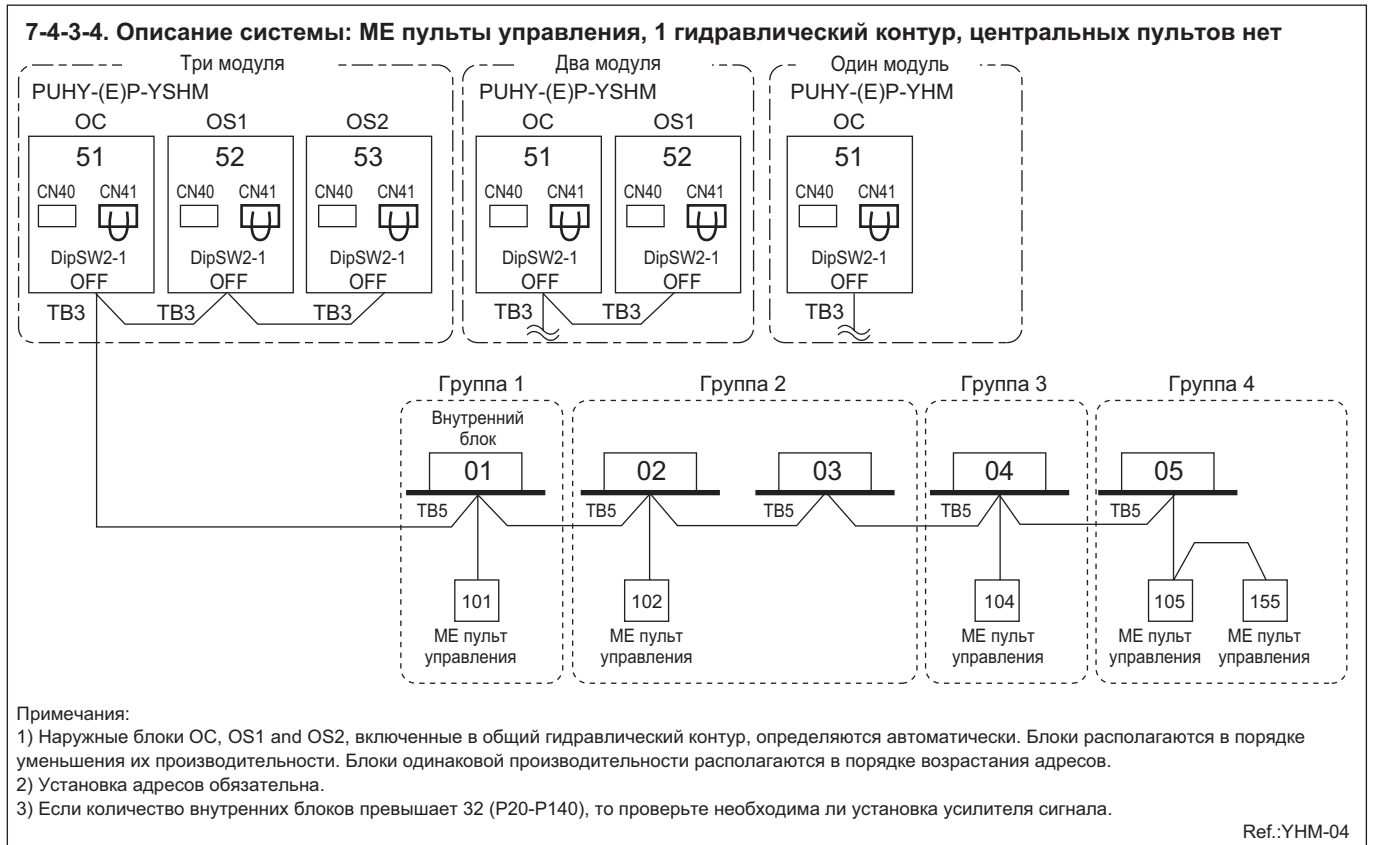 7-4-3-4. Описание системы: МЕ пульты управления, 1 гидравлический контур, центральных пультов нет
Три модуля
Два модуля
Один модуль
PUHY-(E)P-YSHM
PUHY-(E)P-YSHM
PUHY-(E)P-YHM
OC OS1 OS2
OC OS1
OC
51 52 53
51 52
51
CN40 CN41 CN40 CN41 CN40 CN41
CN40 CN41 CN40 CN41
CN40 CN41
DipSW2-1 DipSW2-1 DipSW2-1
DipSW2-1 DipSW2-1
DipSW2-1
OFF OFF OFF
OFF OFF
OFF
TB3 TB3 TB3
TB3 TB3
TB3
Группа 1 Группа 2 Группа 3 Группа 4
Внутренний
блок
01 02 03 04 05
TB5 TB5 TB5 TB5 TB5
101 102 104 105 155
МЕ пульт МЕ пульт МЕ пульт МЕ пульт МЕ пульт
управления управления управления управления управления
Примечания:
1) Наружные блоки OC, OS1 and OS2, включенные в общий гидравлический контур, определяются автоматически. Блоки располагаются в порядке
уменьшения их производительности. Блоки одинаковой производительности располагаются в порядке возрастания адресов.
2) Установка адресов обязательна.
3) Если количество внутренних блоков превышает 32 (P20-P140), то проверьте необходима ли установка усилителя сигнала.
Ref.:YHM-04